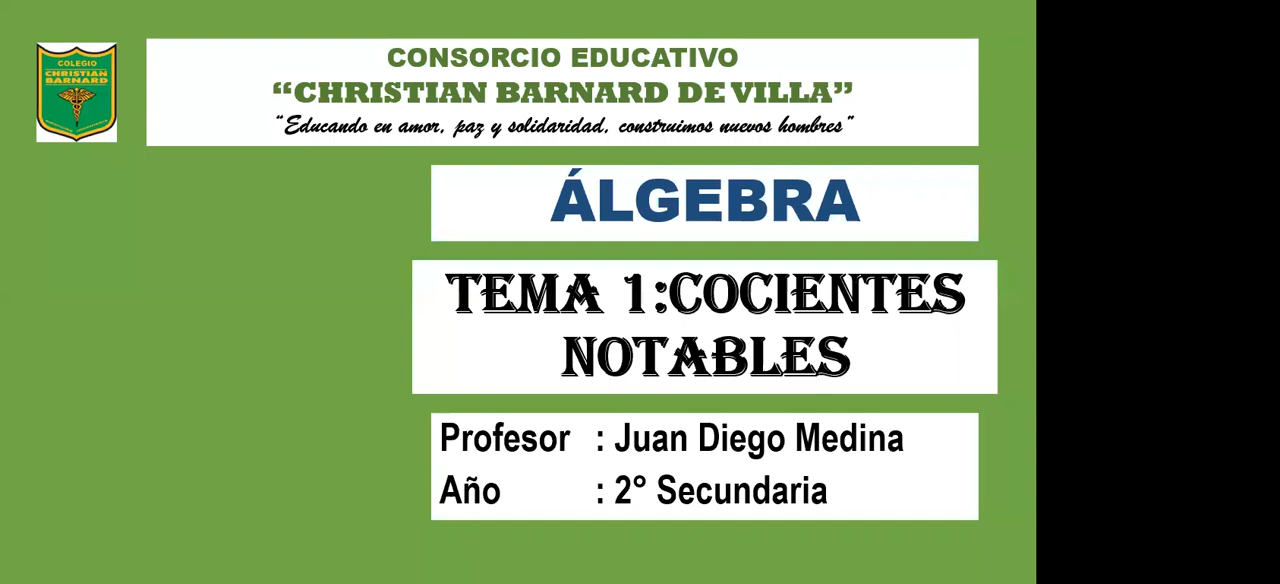 COLEGIO
CHRISTIAN
BARNARD
CONSORCIO EDUCATIVO
“CHRISTIAN BARNARD DE VILLA”
“Educando en amor, paz y solidaridad, construimos nuevos hombres”
ÁLGEBRA
TEMA 1:COCIENTES
NOTABLES
Profesor : Juan Diego Medina
Año : 2° Secundaria